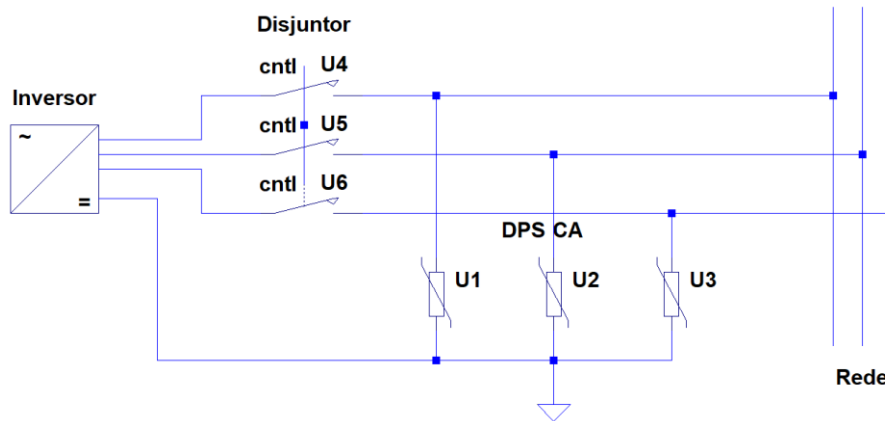 Disjuntor
cntl U4
Inversor
~
cntl U5
=
cntl U6
DPS CA
U1
U2
U3
Rede